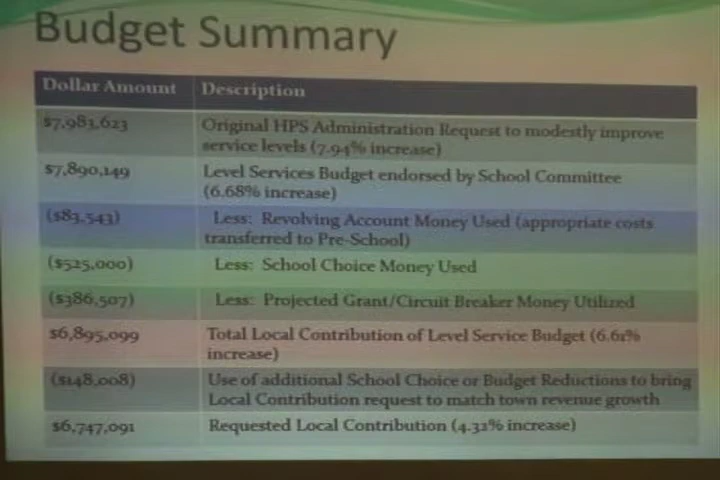 Budget Summary
Dollar Amount Description
$7,983,623 Original HPS Administration Request to modestly improve
service levels (7.94% increase)
$7,890,149 Level Services Budget endorsed by School Committee
(6.68% increase)
($83,543) Less: Revolving Account Money Used (appropriate costs
transferred to Pre-School)
($525,000) Less: School Choice Money Used
($386,507) Less: Projected Grant/Circuit Breaker Money Utilized
$6,895,099 Total Local Contribution of Level Service Budget (6.61%
increase)
($148,008) Use of additional School Choice or Budget Reductions to bring
Local Contribution request to match town revenue growth
$6,747,091 Requested Local Contribution (4.32% increase)